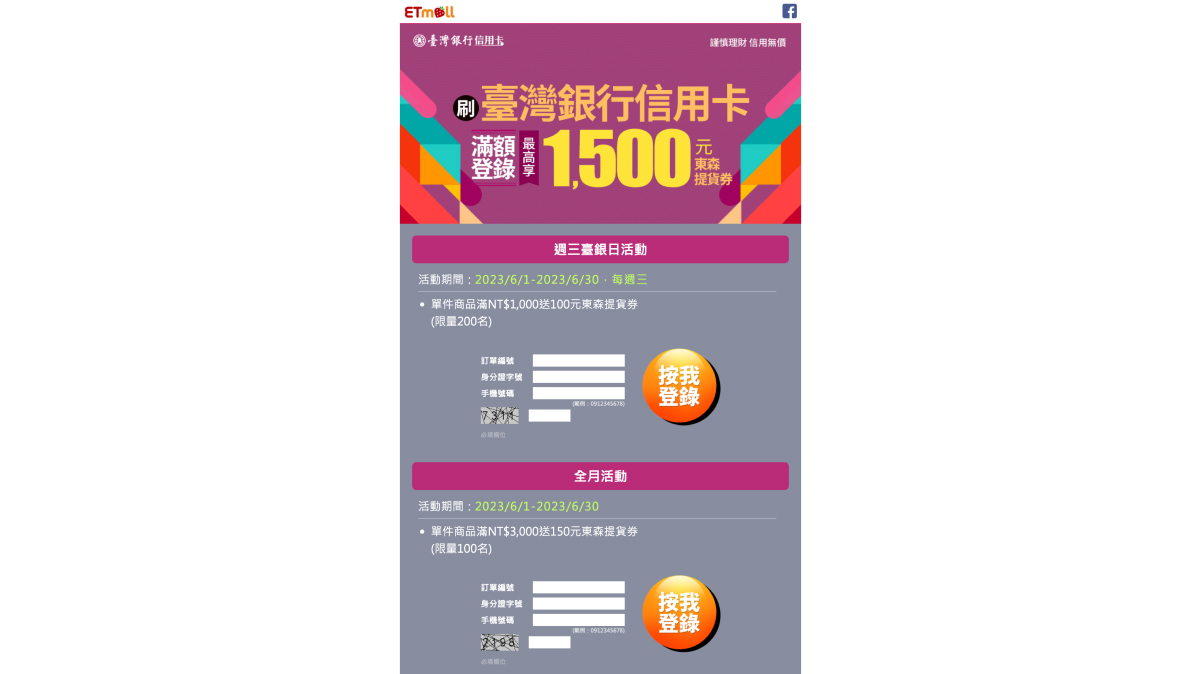 ETmall
臺灣銀行信用卡
謹慎理財 信用無價
刷臺灣銀行信用卡
滿額登錄 最高享 1,500元東森提貨券
週三臺銀日活動
活動期間：2023/6/1-2023/6/30．每週三
• 單件商品滿NT$1,000送100元東森提貨券
(限量200名)
訂單編號
身分證字號
手機號碼
(範例：0912345678)
按我
登錄
必填欄位
全月活動
活動期間：2023/6/1-2023/6/30
• 單件商品滿NT$3,000送150元東森提貨券
(限量100名)
訂單編號
身分證字號
手機號碼
(範例：0912345678)
7198
按我
登錄
必填欄位